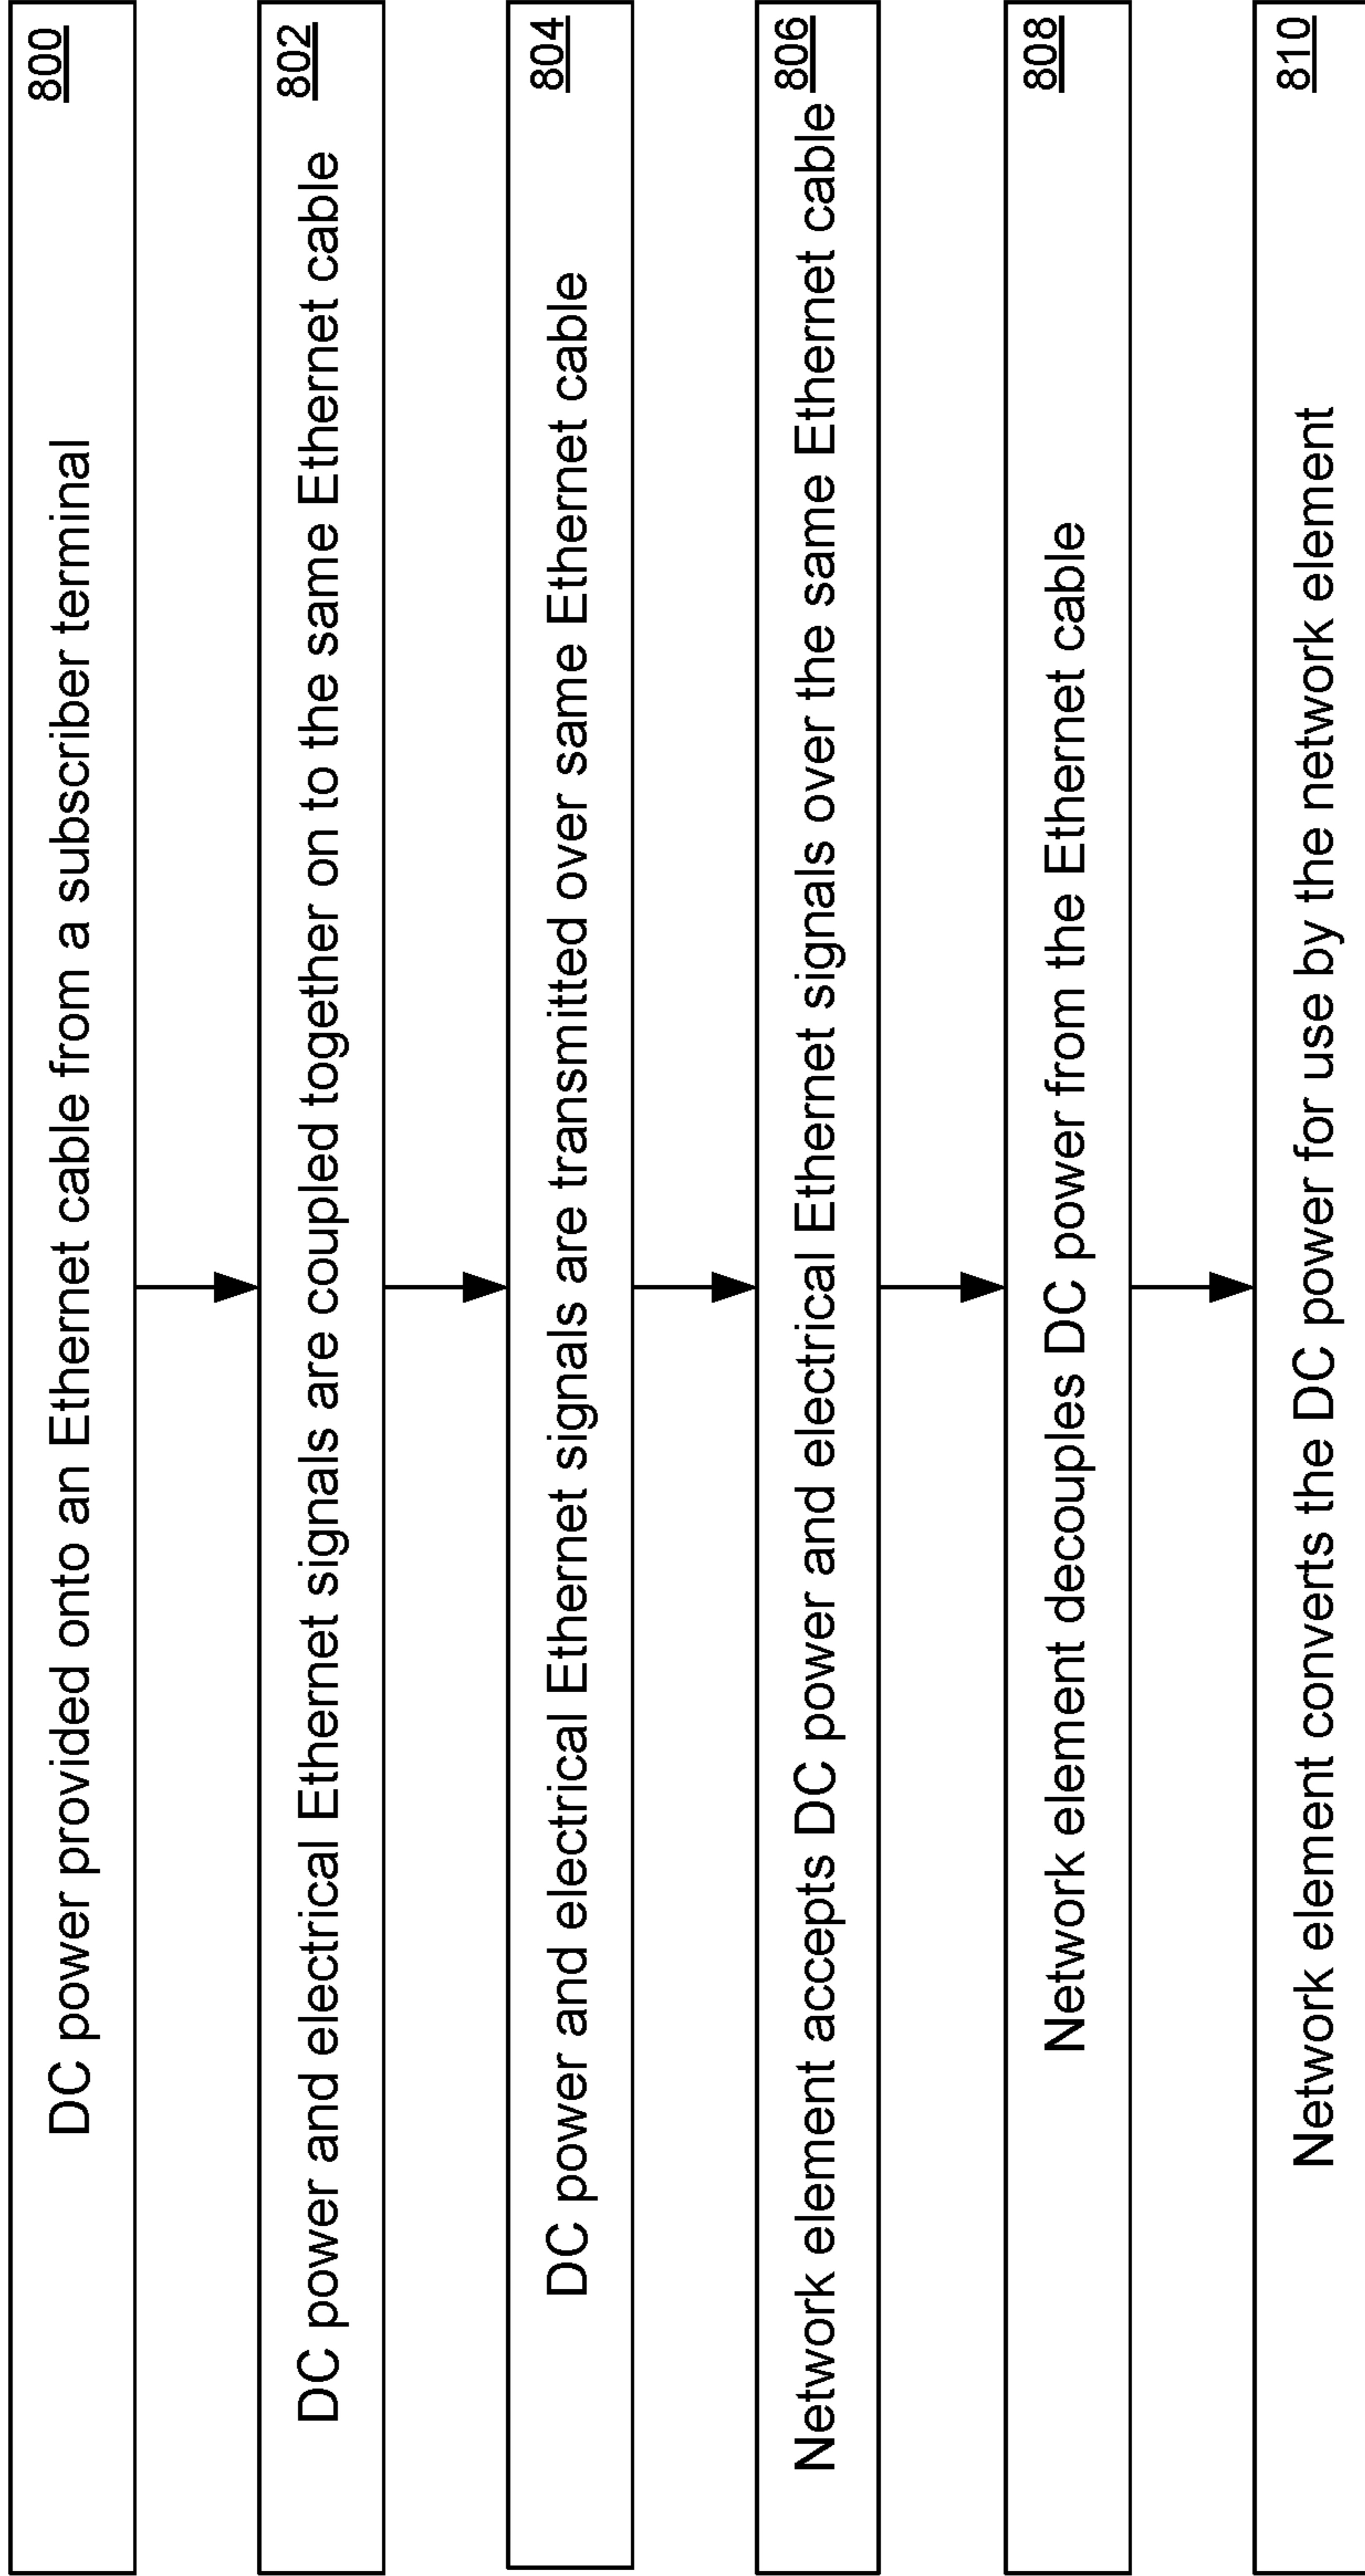 800
DC power provided onto an Ethernet cable from a subscriber terminal
802
DC power and electrical Ethernet signals are coupled together on to the same Ethernet cable
804
DC power and electrical Ethernet signals are transmitted over same Ethernet cable
806
Network element accepts DC power and electrical Ethernet signals over the same Ethernet cable
808
Network element decouples DC power from the Ethernet cable
810
Network element converts the DC power for use by the network element